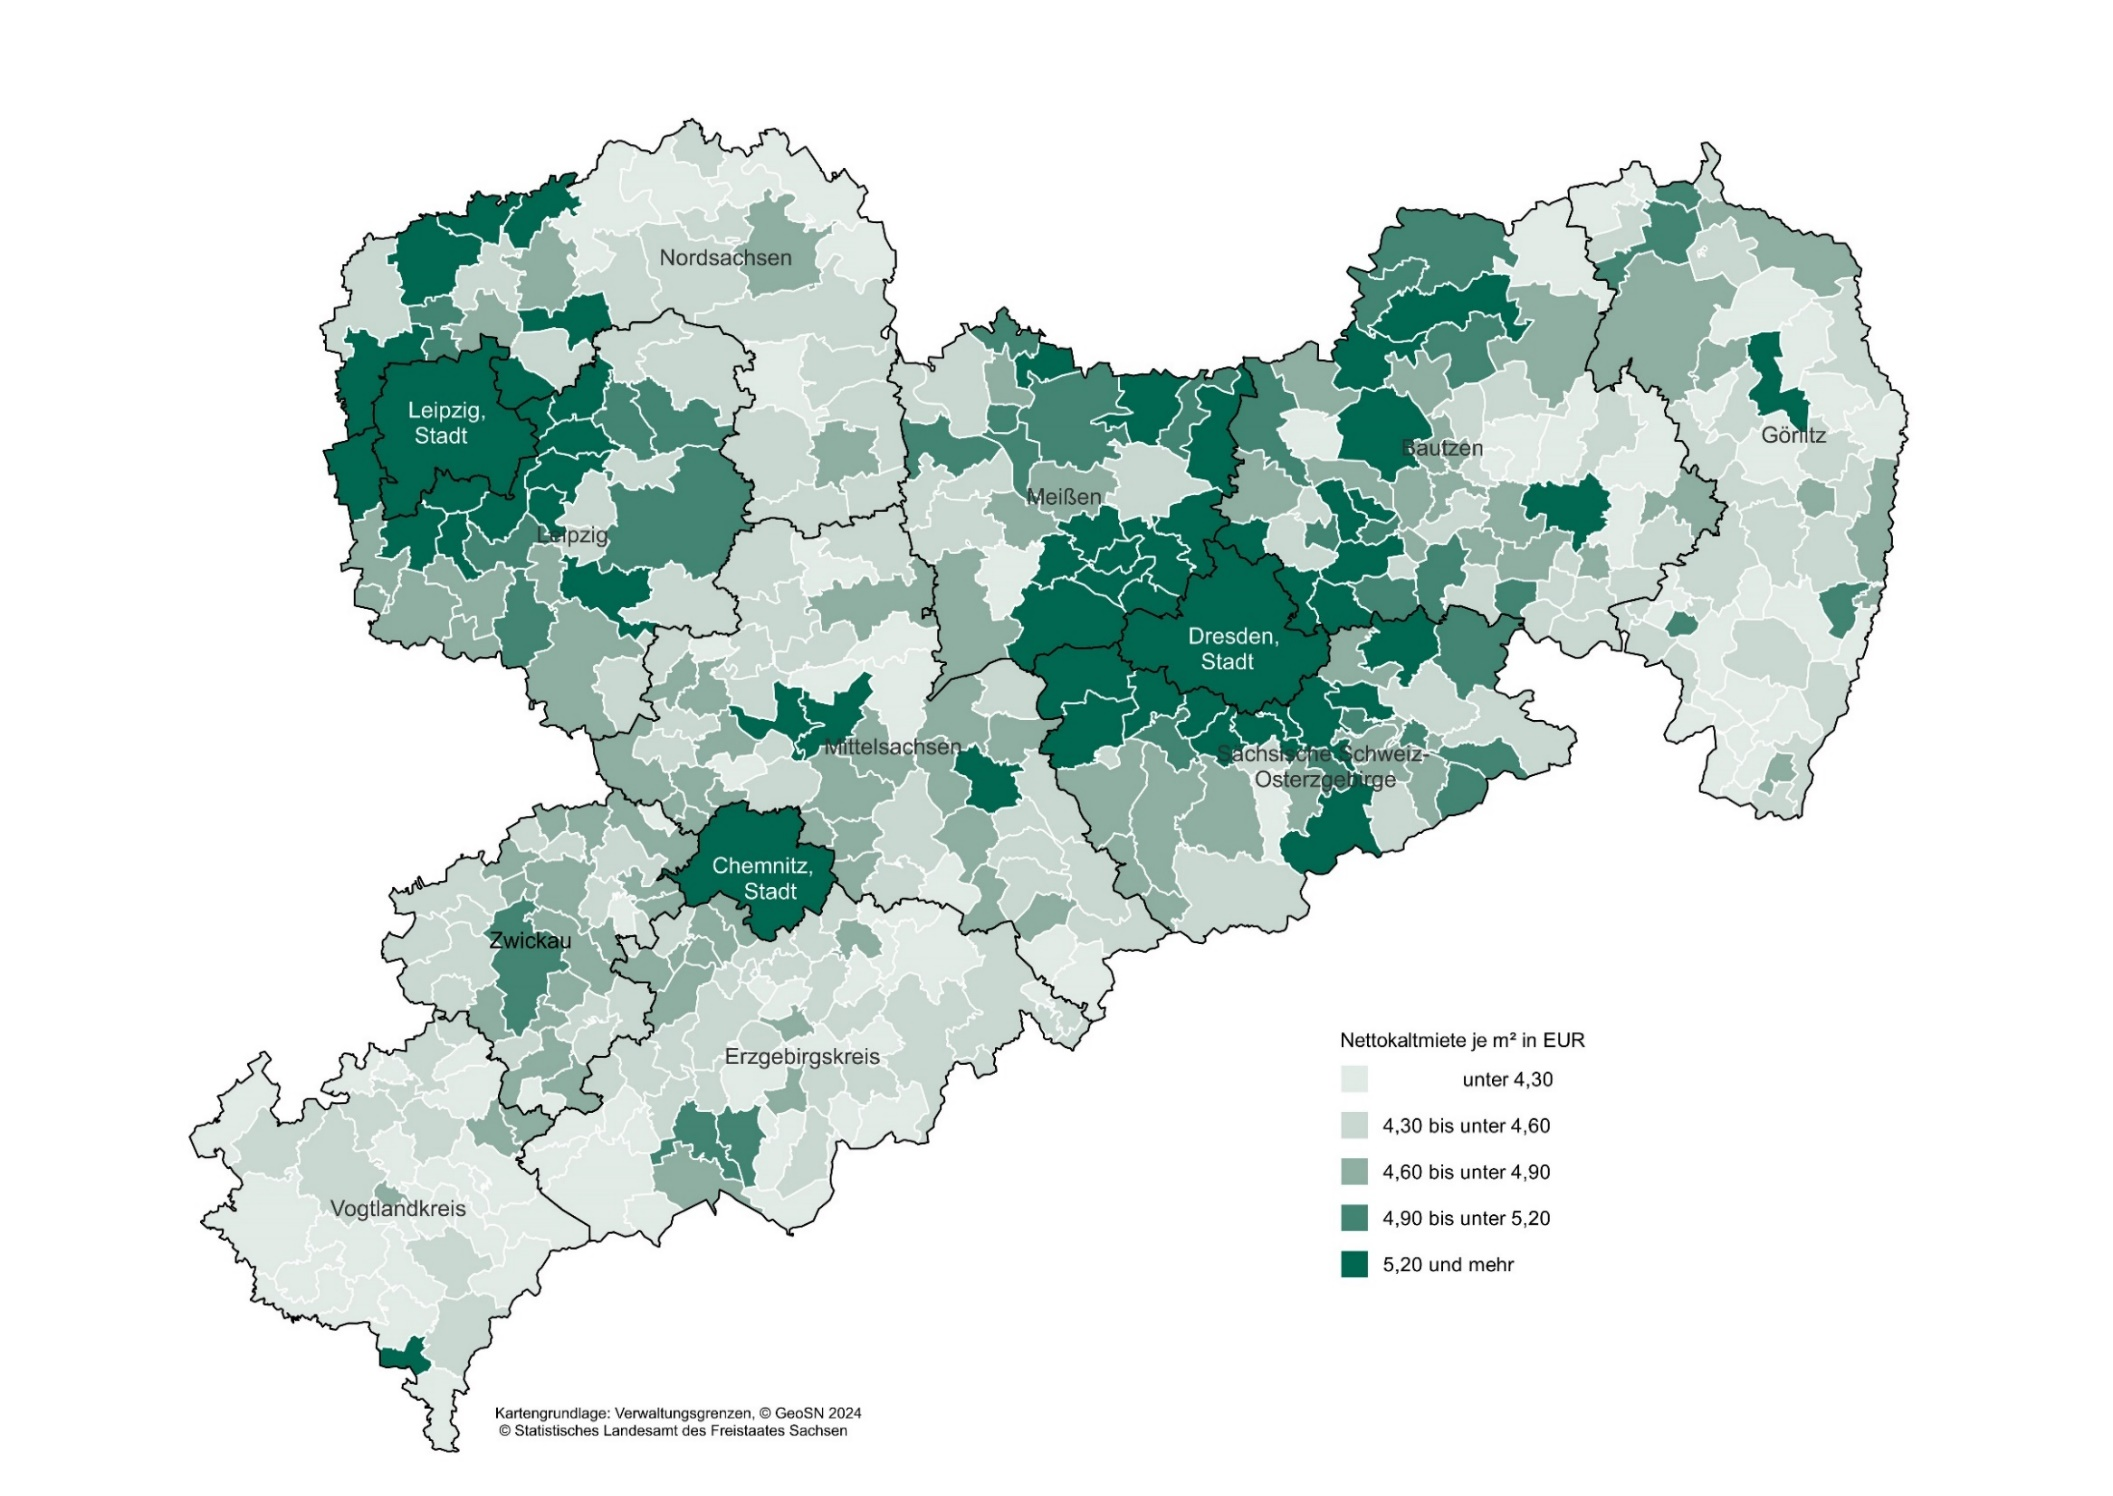 Nordsachsen
Leipzig,
Stadt
Görlitz
Bautzen
Meißen
Leipzig
Dresden,
Stadt
Mittelsachsen
Sächsische Schweiz-
Osterzgebirge
Chemnitz,
Stadt
Zwickau
Erzgebirgskreis
Vogtlandkreis
Nettokaltmiete je m² in EUR
unter 4,30
4,30 bis unter 4,60
4,60 bis unter 4,90
4,90 bis unter 5,20
5,20 und mehr
Kartengrundlage: Verwaltungsgrenzen, © GeoSN 2024
© Statistisches Landesamt des Freistaates Sachsen